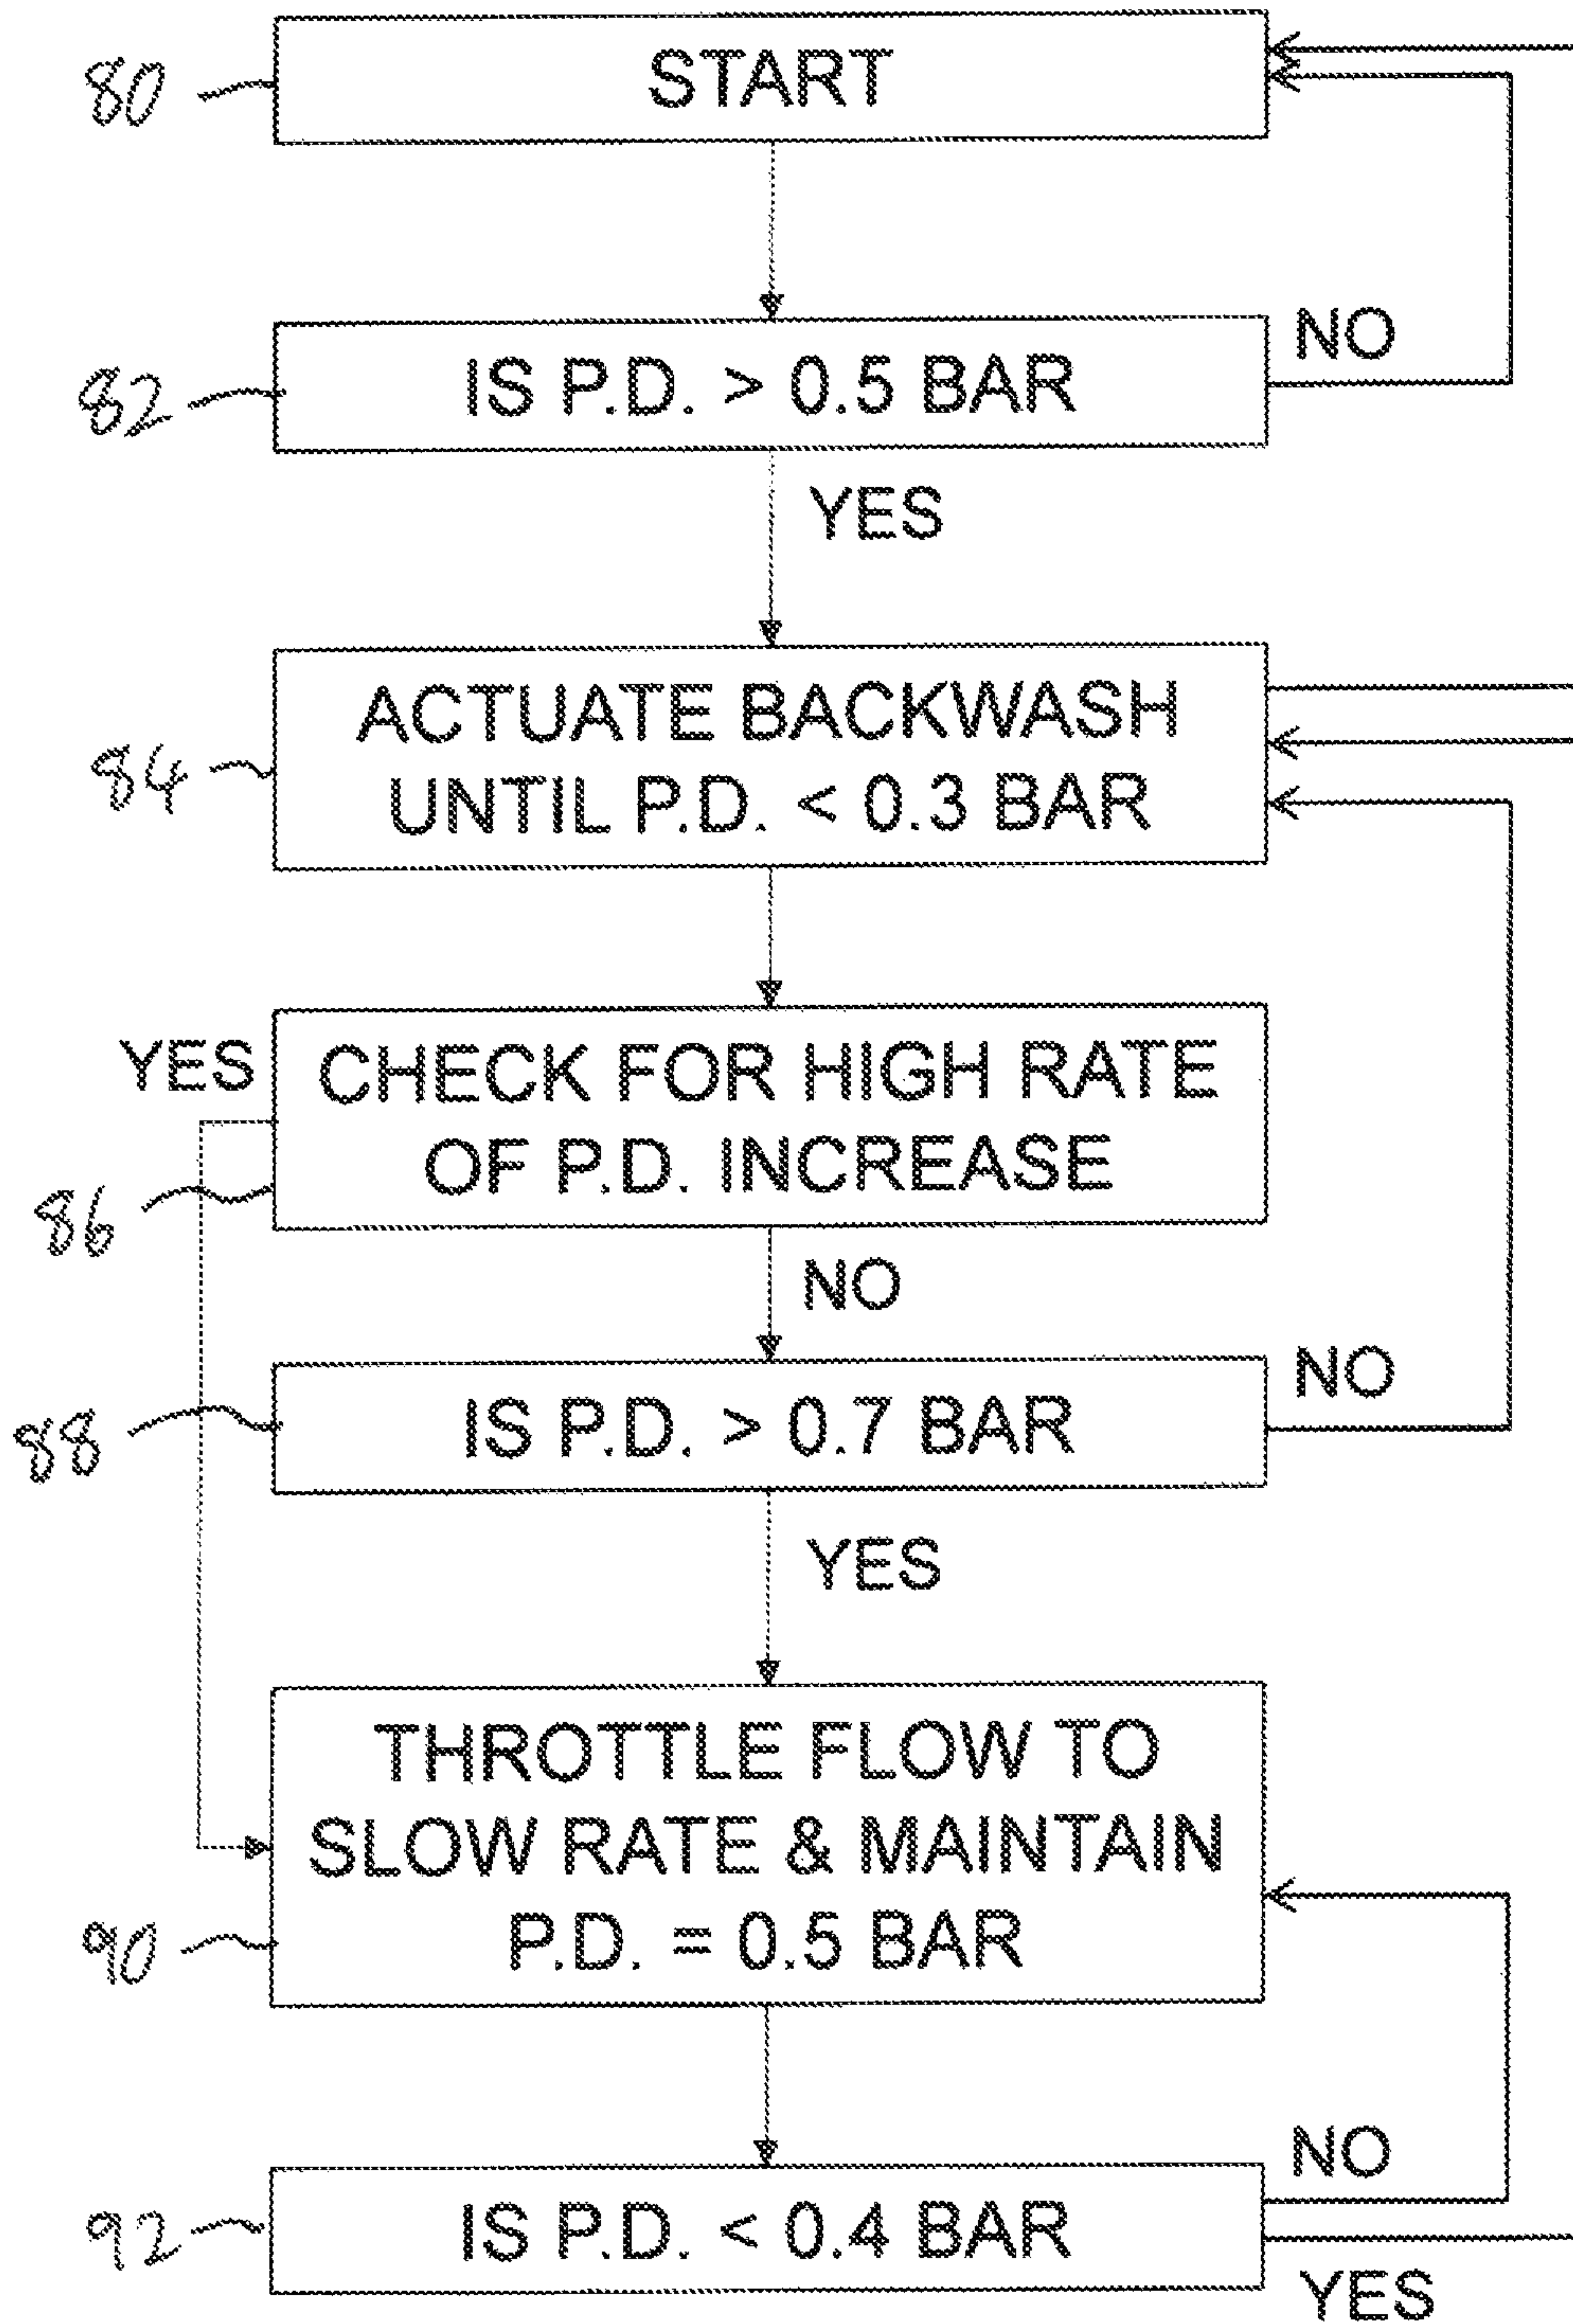 80
START
82
IS P.D. > 0.5 BAR
NO
YES
84
ACTUATE BACKWASH
UNTIL P.D. < 0.3 BAR
YES
CHECK FOR HIGH RATE
OF P.D. INCREASE
86
NO
88
IS P.D. > 0.7 BAR
NO
YES
THROTTLE FLOW TO
SLOW RATE & MAINTAIN
P.D. = 0.5 BAR
90
NO
92
IS P.D. < 0.4 BAR
YES